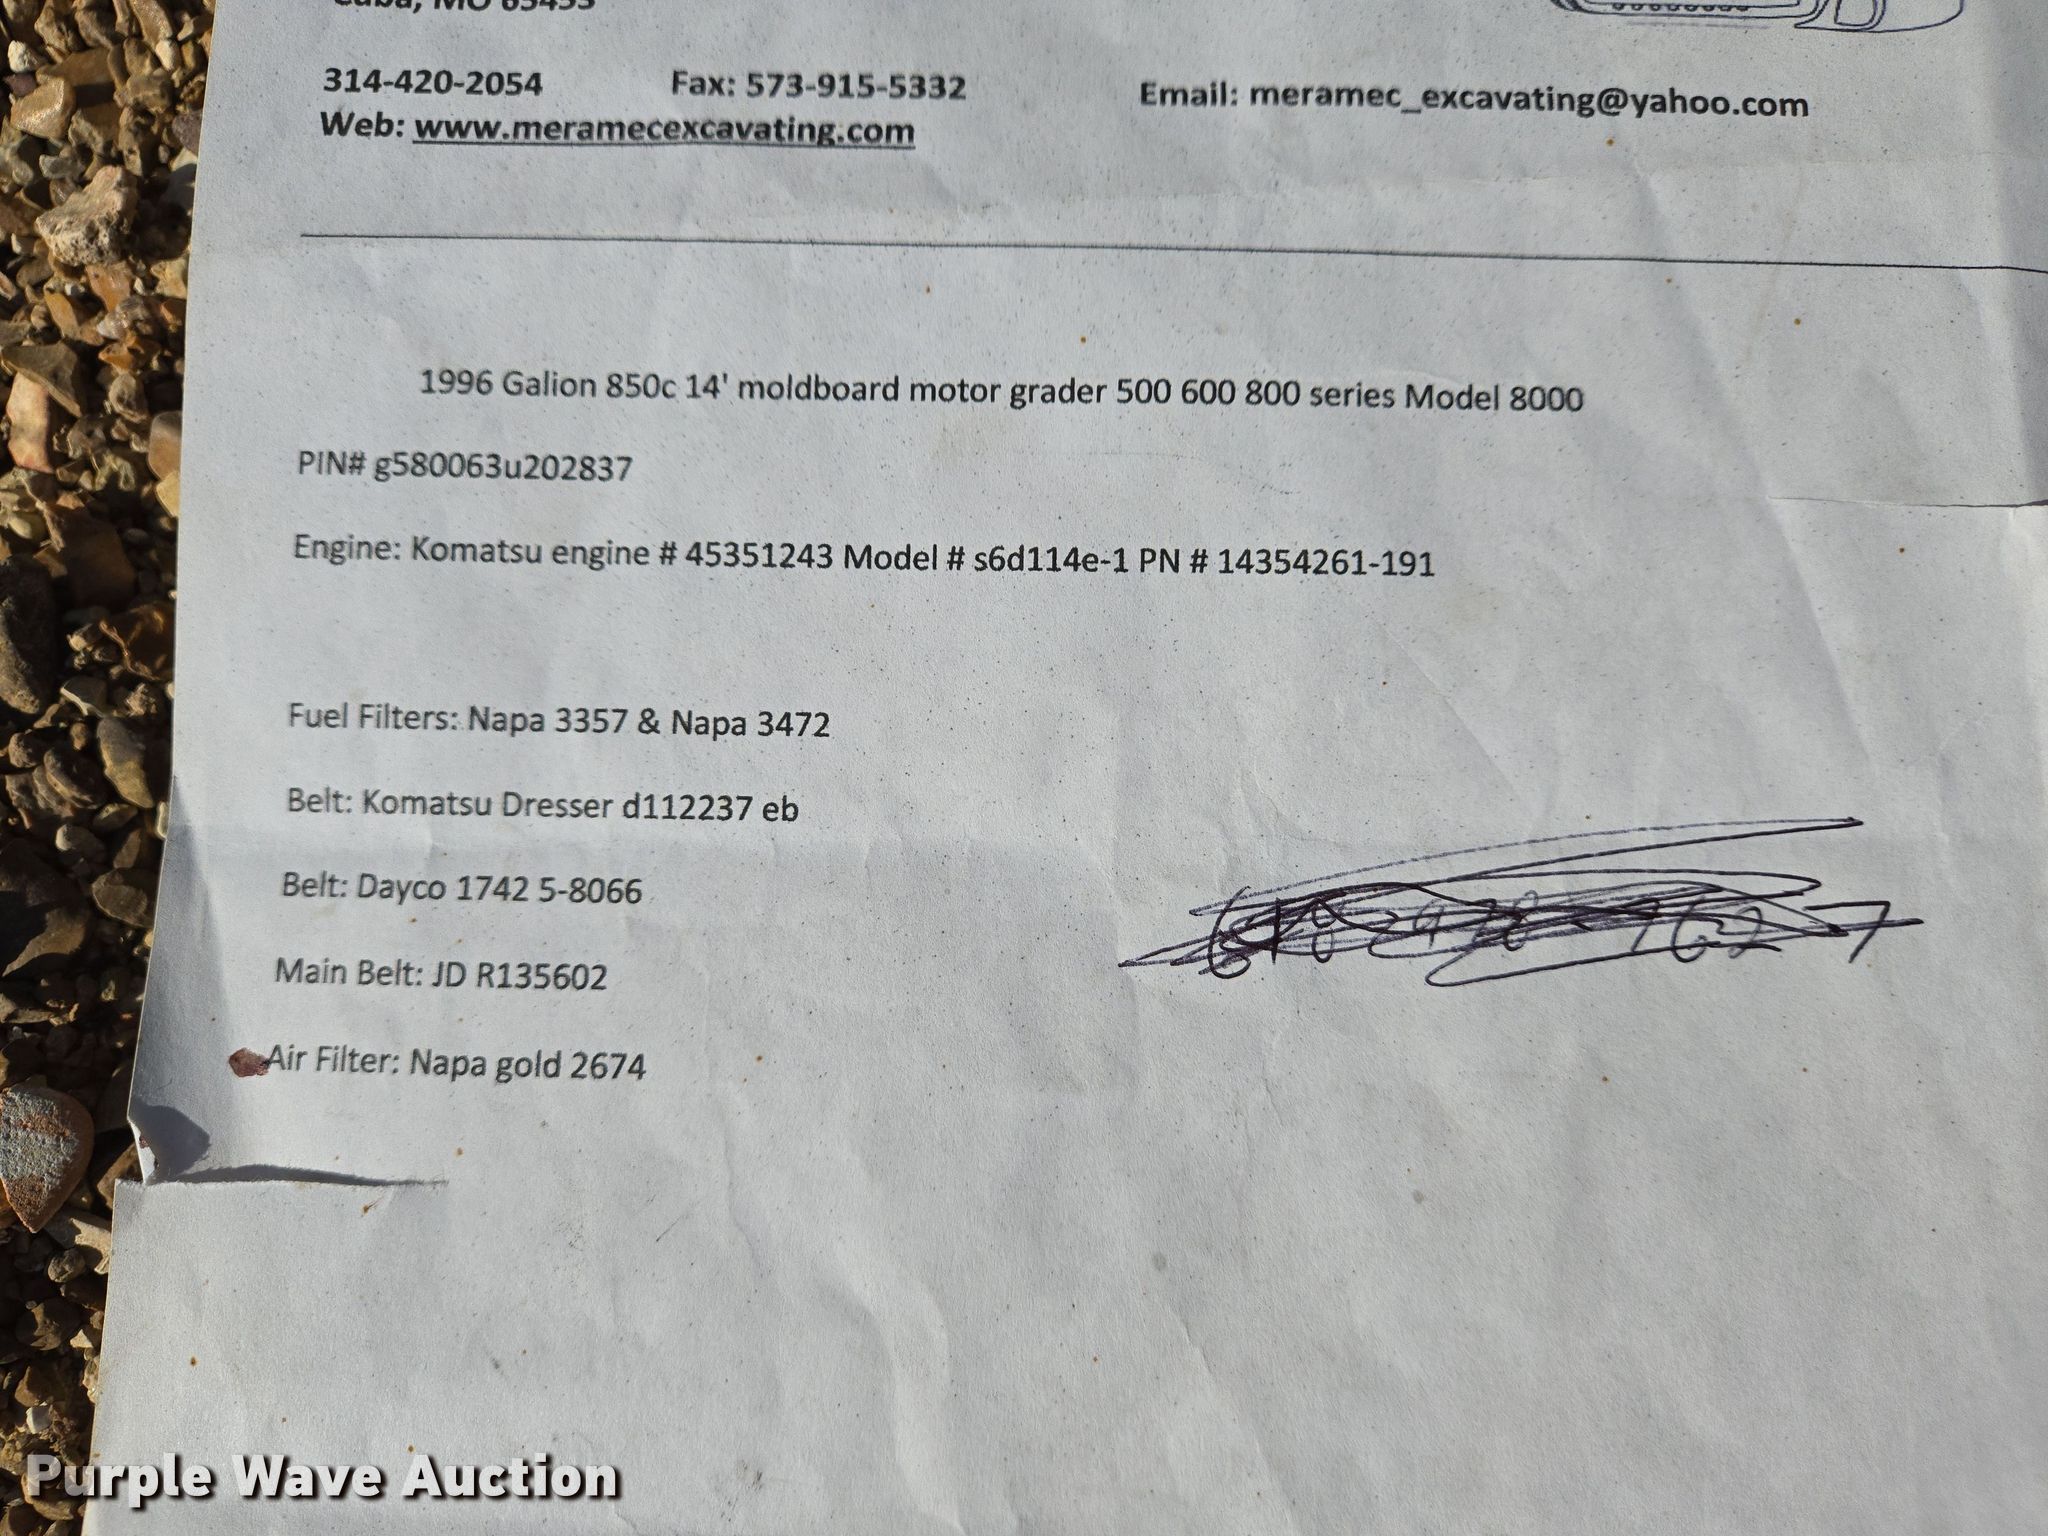 Cuba, MO 65453
314-420-2054 Fax: 573-915-5332 Email: meramec_excavating@yahoo.com
Web: www.meramecexcavating.com
1996 Galion 850c 14' moldboard motor grader 500 600 800 series Model 8000
PIN# g580063u202837
Engine: Komatsu engine # 45351243 Model # s6d114e-1 PN # 14354261-191
Fuel Filters: Napa 3357 & Napa 3472
Belt: Komatsu Dresser d112237 eb
Belt: Dayco 1742 5-8066
Main Belt: JD R135602
Air Filter: Napa gold 2674
Purple Wave Auction